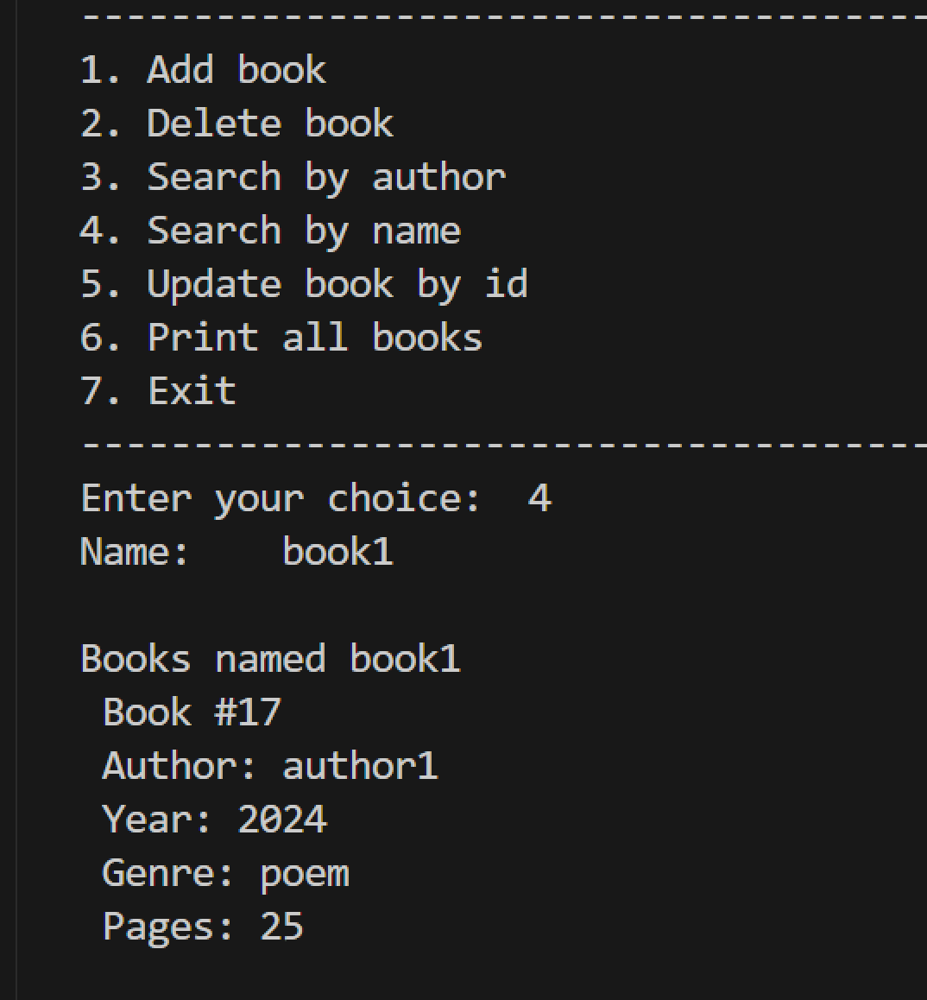 -----------------------------------------
1. Add book
2. Delete book
3. Search by author
4. Search by name
5. Update book by id
6. Print all books
7. Exit
-----------------------------------------
Enter your choice:  4
Name:    book1

Books named book1
 Book #17
 Author: author1
 Year: 2024
 Genre: poem
 Pages: 25